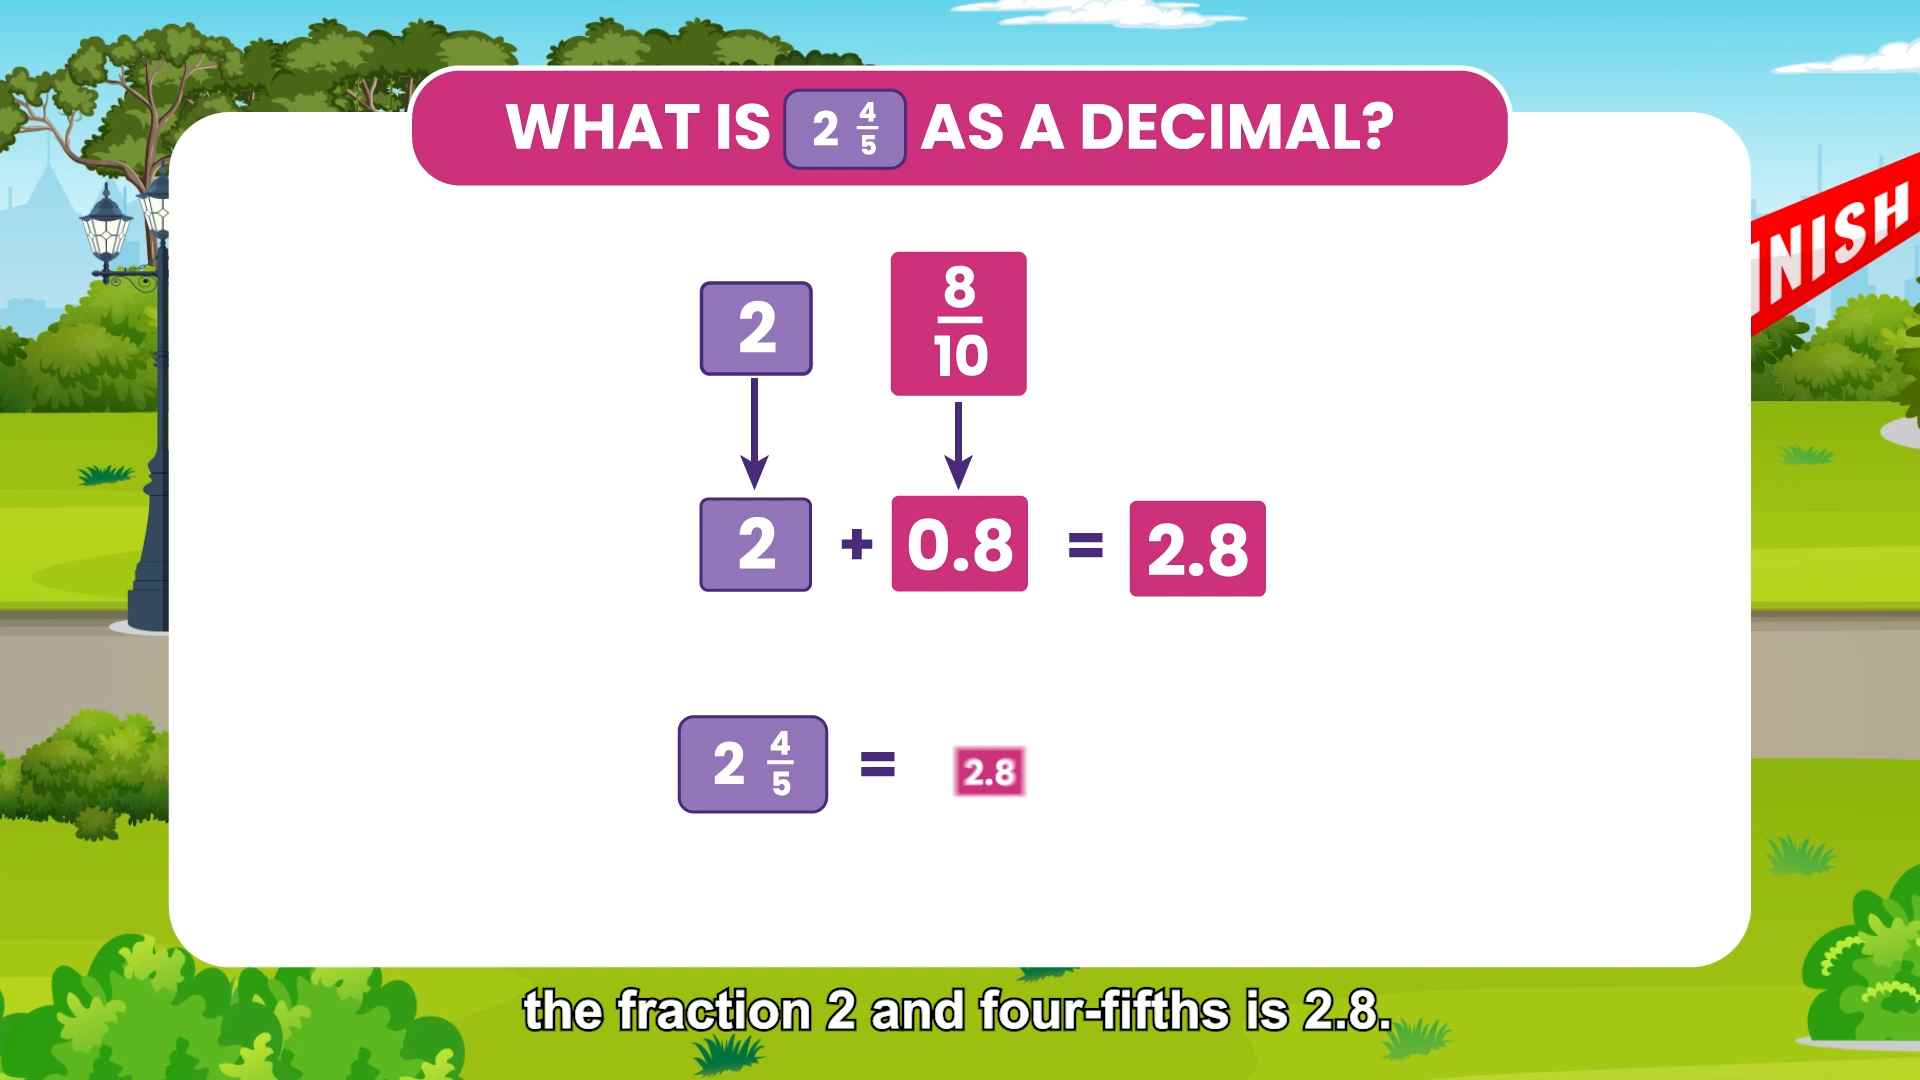 WHAT IS 2 4/5 AS A DECIMAL?
NISH
2 8/10
2 + 0.8 = 2.8
2 4/5 = 2.8
the fraction 2 and four-fifths is 2.8.